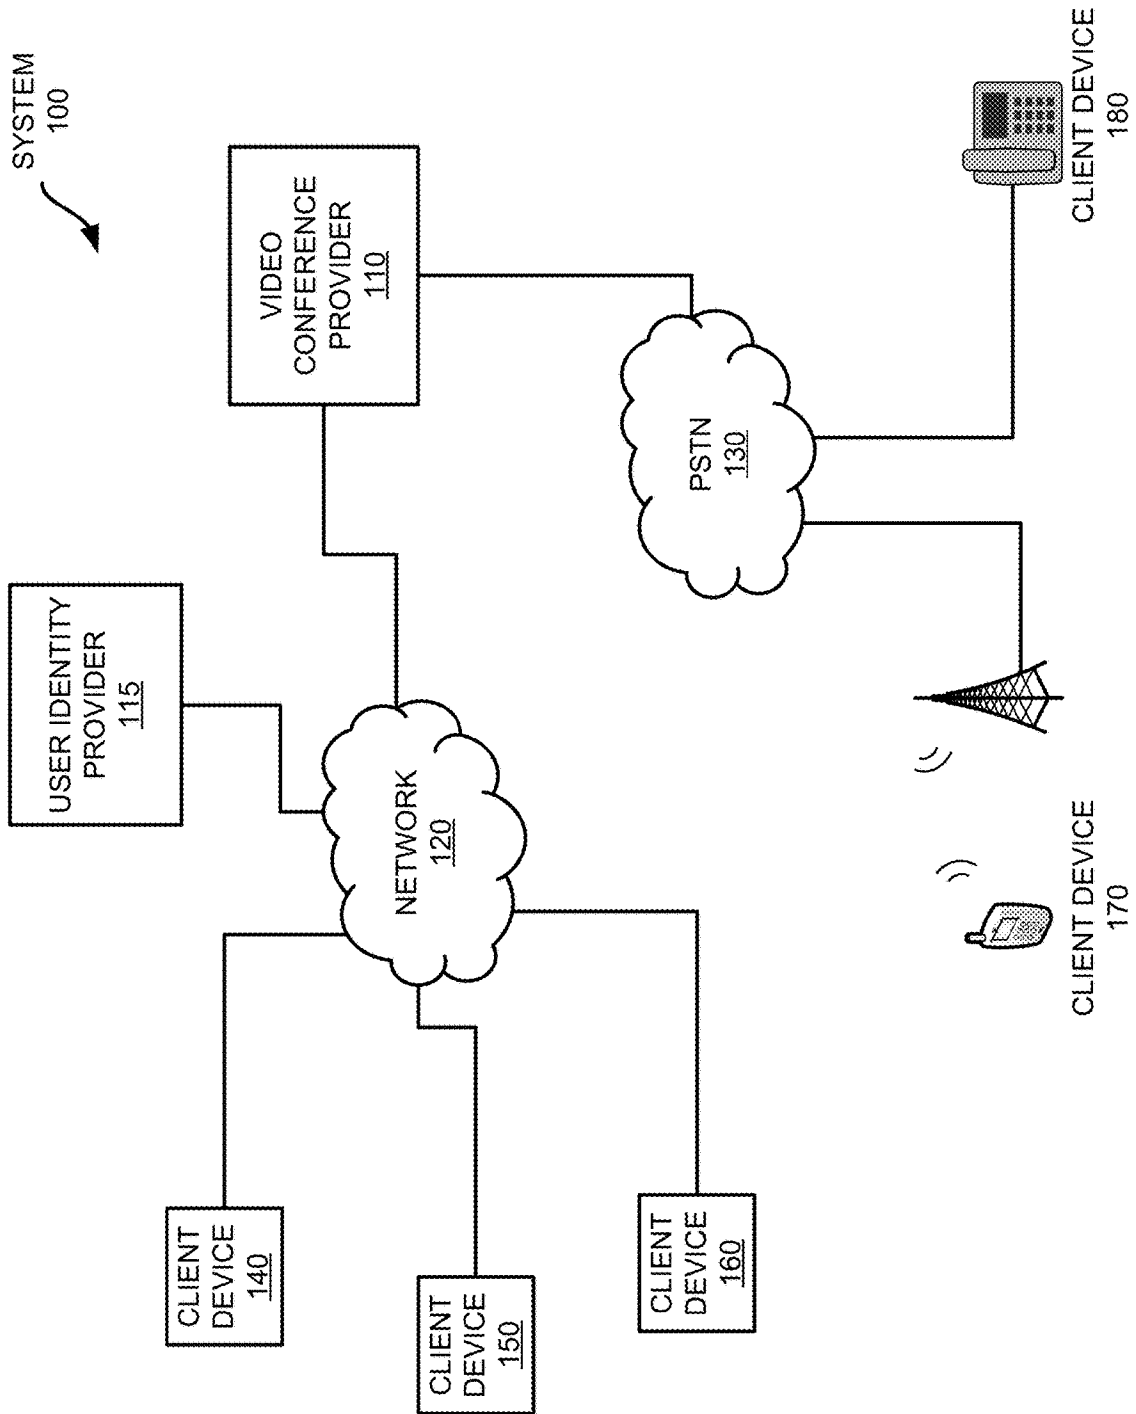 SYSTEM
100
USER IDENTITY
PROVIDER
115
VIDEO
CONFERENCE
PROVIDER
110
CLIENT
DEVICE
140
NETWORK
120
CLIENT
DEVICE
150
PSTN
130
CLIENT
DEVICE
160
CLIENT DEVICE
170
CLIENT DEVICE
180